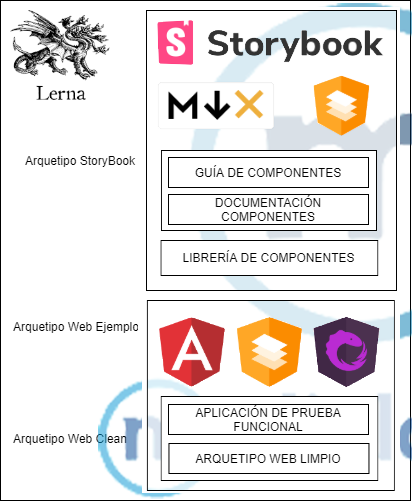 Storybook
Lerna
M
Arquetipo StoryBook
GUÍA DE COMPONENTES
DOCUMENTACIÓN
COMPONENTES
LIBRERÍA DE COMPONENTES
Arquetipo Web Ejemplo
A
APLICACIÓN DE PRUEBA
FUNCIONAL
Arquetipo Web Clean
ARQUETIPO WEB LIMPIO